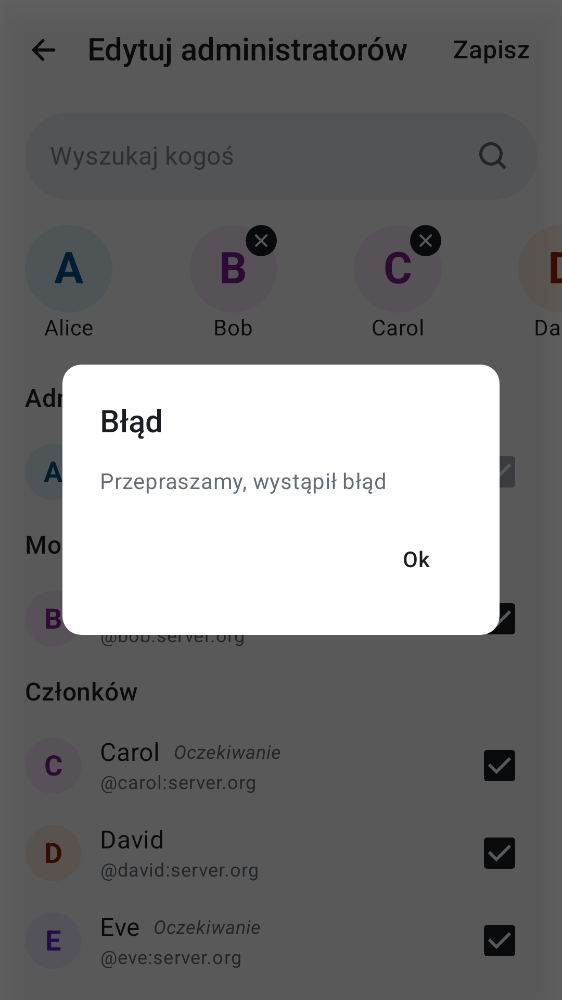 Edytuj administratorów
Zapisz
Wyszukaj kogoś
A
B
C
Alice
Bob
Carol
Da
Adr
A
Błąd
Przepraszamy, wystąpił błąd
Ok
Mo
B
@bob:server.org
Członków
C
Carol Oczekiwanie
@carol:server.org
D
David
@david:server.org
E
Eve Oczekiwanie
@eve:server.org